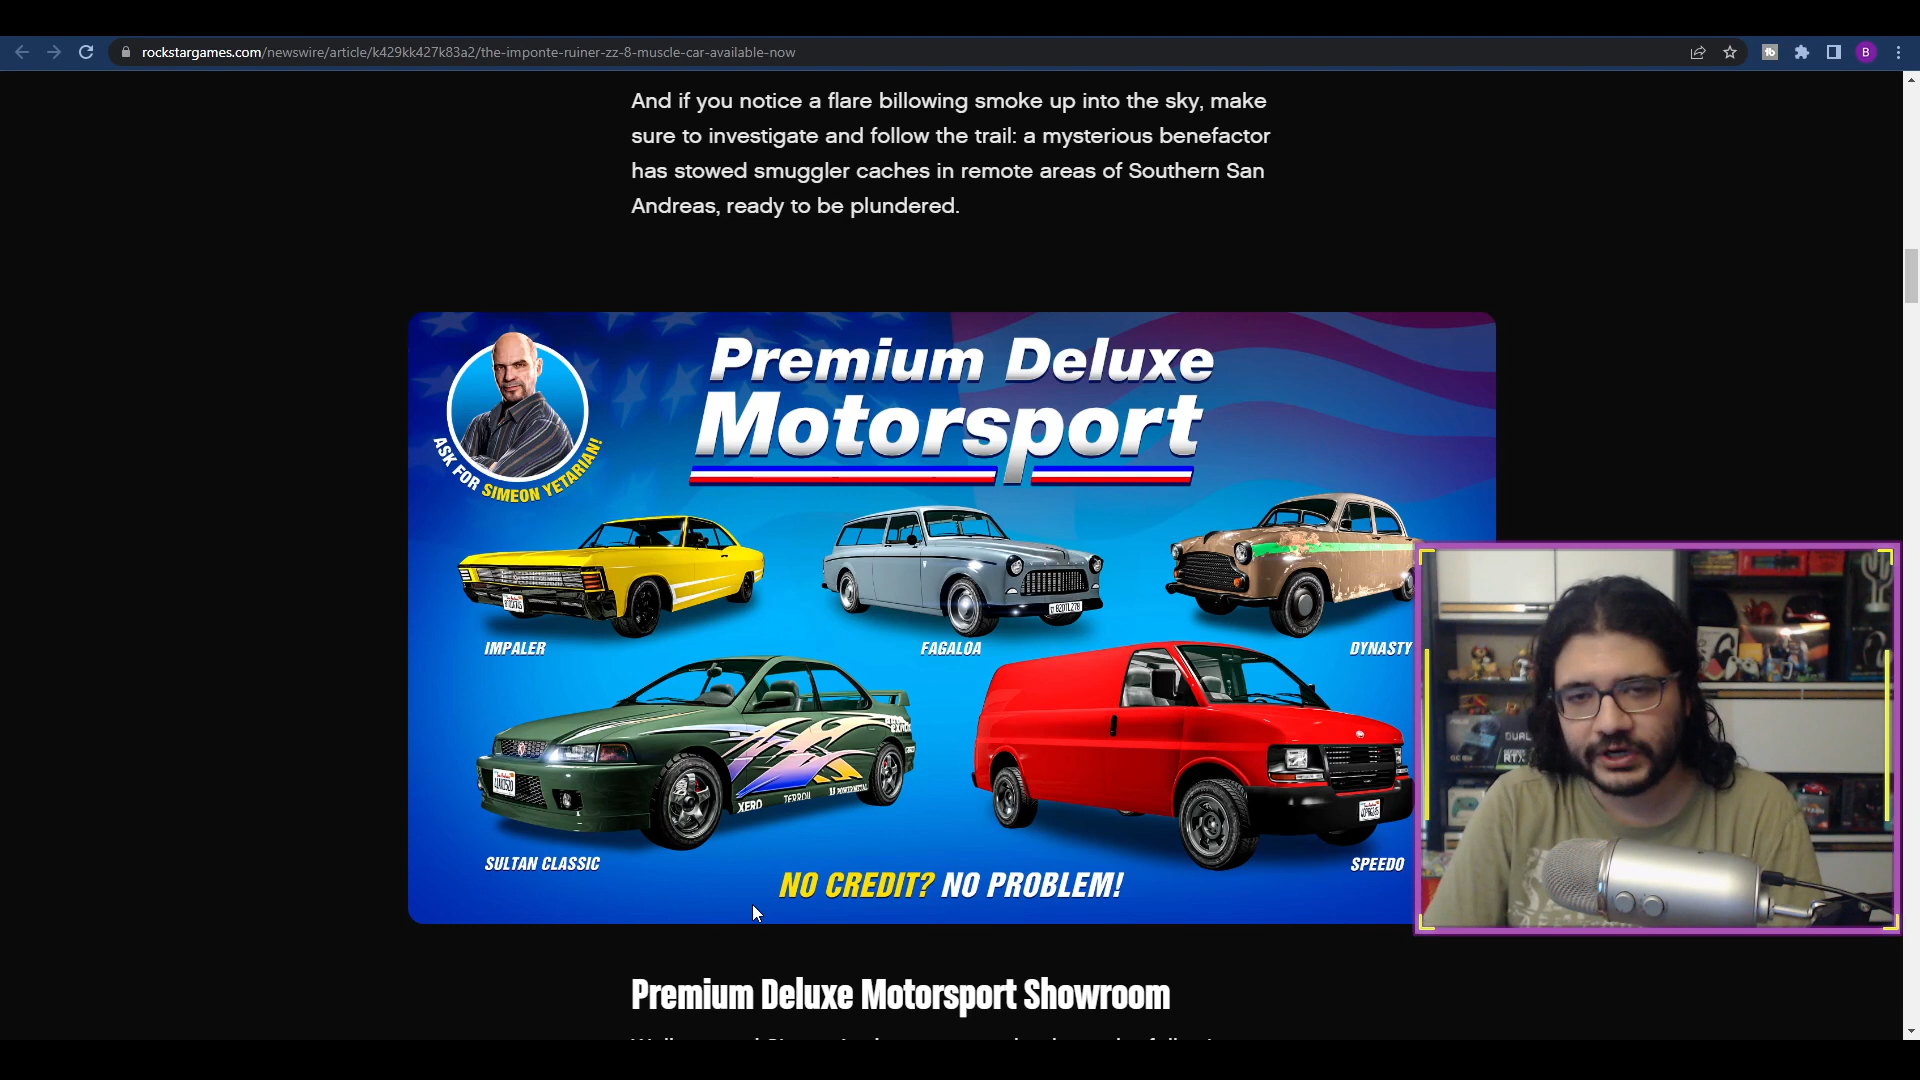 rockstargames.com/newswire/article/k429kk427k83a2/the-imponte-ruiner-zz-8-muscle-car-available-now
B
And if you notice a flare billowing smoke up into the sky, make
sure to investigate and follow the trail: a mysterious benefactor
has stowed smuggler caches in remote areas of Southern San
Andreas, ready to be plundered.
Premium Deluxe
Motorsport
ASK FOR SIMEON YETARIAN!
IMPALER
FAGALOA
DYNASTY
XERO
TERROIL
SULTAN CLASSIC
SPEEDO
NO CREDIT? NO PROBLEM!
RTX
Premium Deluxe Motorsport Showroom